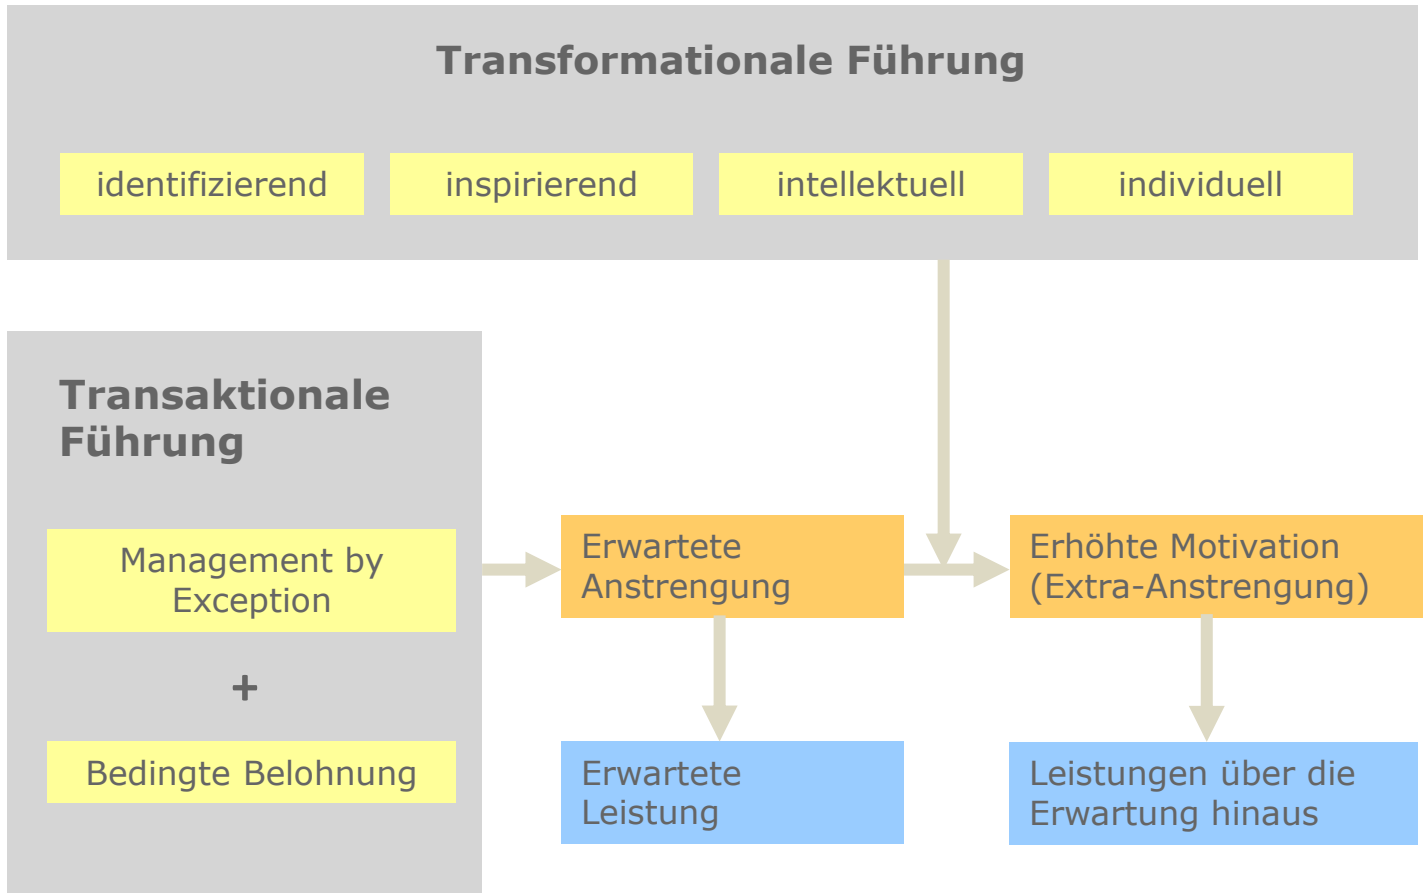 Transformationale Führung
identifizierend
inspirierend
intellektuell
individuell
Transaktionale
Führung
Management by
Exception
+
Bedingte Belohnung
Erwartete
Anstrengung
Erhöhte Motivation
(Extra-Anstrengung)
Erwartete
Leistung
Leistungen über die
Erwartung hinaus